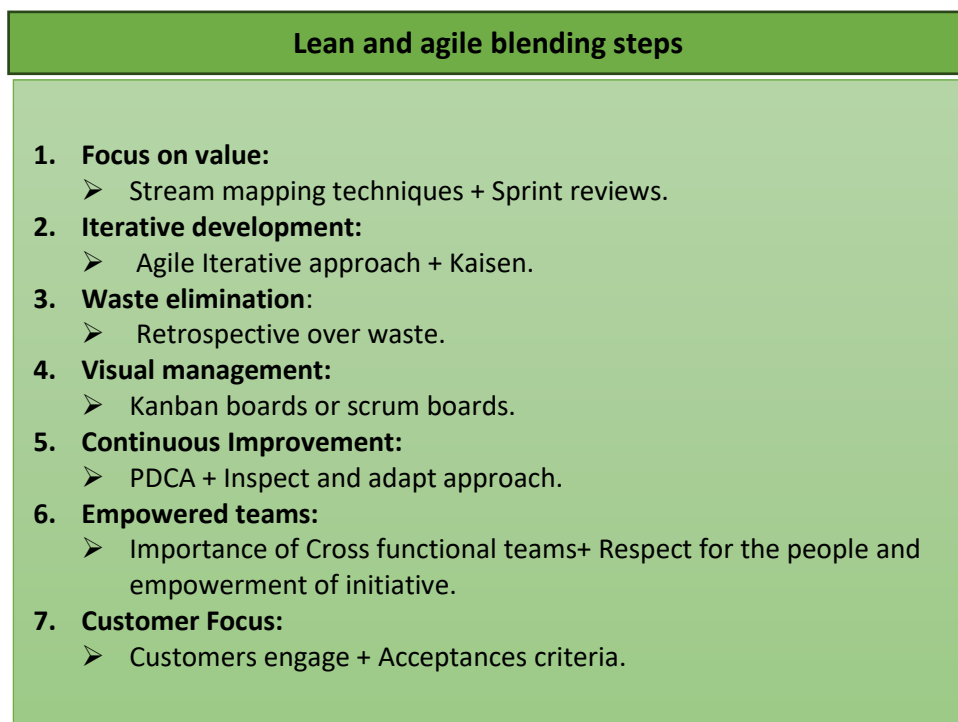 Lean and agile blending steps
1. Focus on value:
➢ Stream mapping techniques + Sprint reviews.
2. Iterative development:
➢ Agile Iterative approach + Kaisen.
3. Waste elimination:
➢ Retrospective over waste.
4. Visual management:
➢ Kanban boards or scrum boards.
5. Continuous Improvement:
➢ PDCA + Inspect and adapt approach.
6. Empowered teams:
➢ Importance of Cross functional teams+ Respect for the people and
empowerment of initiative.
7. Customer Focus:
➢ Customers engage + Acceptances criteria.